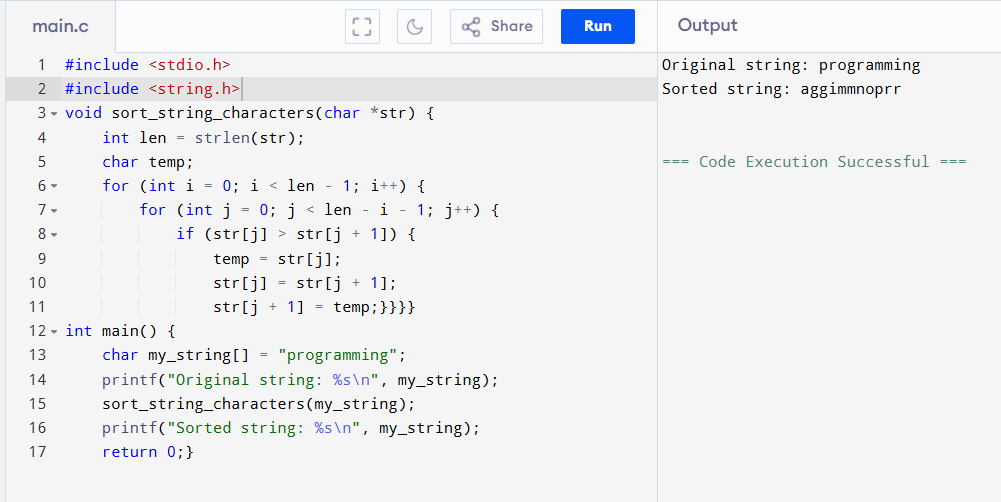 main.c
Share
Run
Output
1 #include <stdio.h>
2 #include <string.h>
3 void sort_string_characters(char *str) {
4     int len = strlen(str);
5     char temp;
6     for (int i = 0; i < len - 1; i++) {
7         for (int j = 0; j < len - i - 1; j++) {
8             if (str[j] > str[j + 1]) {
9                 temp = str[j];
10                 str[j] = str[j + 1];
11                 str[j + 1] = temp;}}}}
12 int main() {
13     char my_string[] = "programming";
14     printf("Original string: %s\n", my_string);
15     sort_string_characters(my_string);
16     printf("Sorted string: %s\n", my_string);
17     return 0;}
Original string: programming
Sorted string: aggimmnoprr
=== Code Execution Successful ===